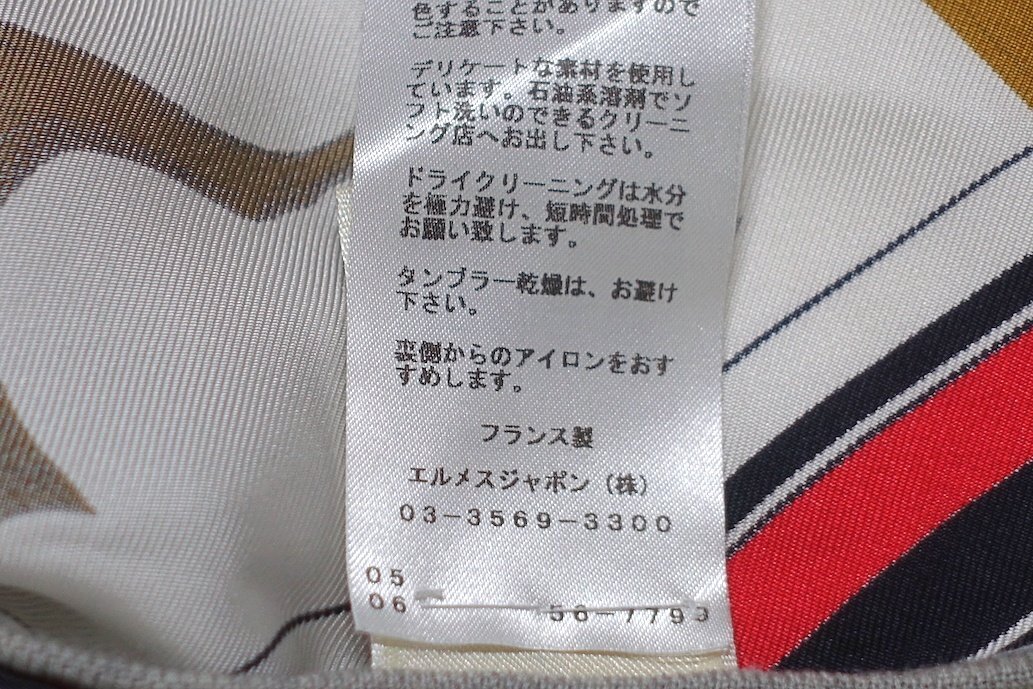 色することがありますので
ご注意下さい。
デリケートな素材を使用し
ています。石油系溶剤でソ
フト洗いのできるクリーニ
ング店へお出し下さい。
ドライクリーニングは水分
を極力避け、短時間処理で
お願い致します。
タンブラー乾燥は、お避け
下さい。
裏側からのアイロンをおす
すめします。
フランス製
エルメスジャポン（株）
03-3569-3300
05
06
56-7793